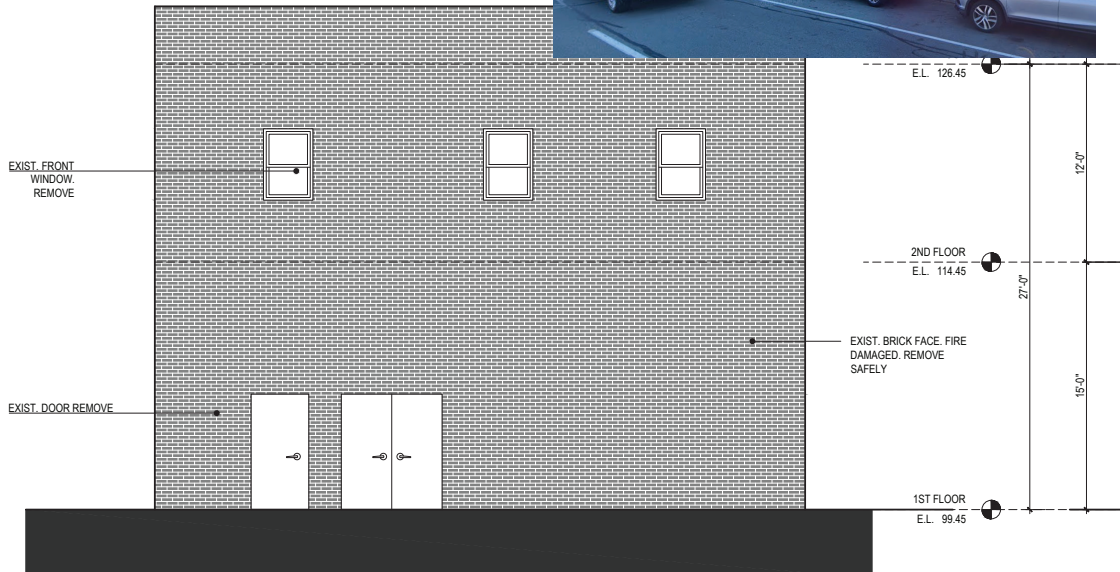 E.L. 126.45
EXIST. FRONT
WINDOW.
REMOVE
12'-0"
2ND FLOOR
E.L. 114.45
27'-0"
EXIST. BRICK FACE. FIRE
DAMAGED. REMOVE
SAFELY
15'-0"
EXIST. DOOR REMOVE
1ST FLOOR
E.L. 99.45